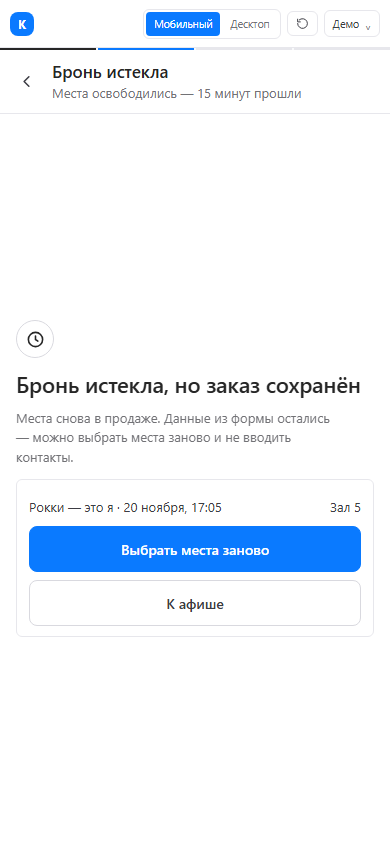 K
Мобильный Десктоп Демо
Бронь истекла
Места освободились — 15 минут прошли
Бронь истекла, но заказ сохранён
Места снова в продаже. Данные из формы остались
— можно выбрать места заново и не вводить
контакты.
Рокки — это я · 20 ноября, 17:05 Зал 5
Выбрать места заново
К афише